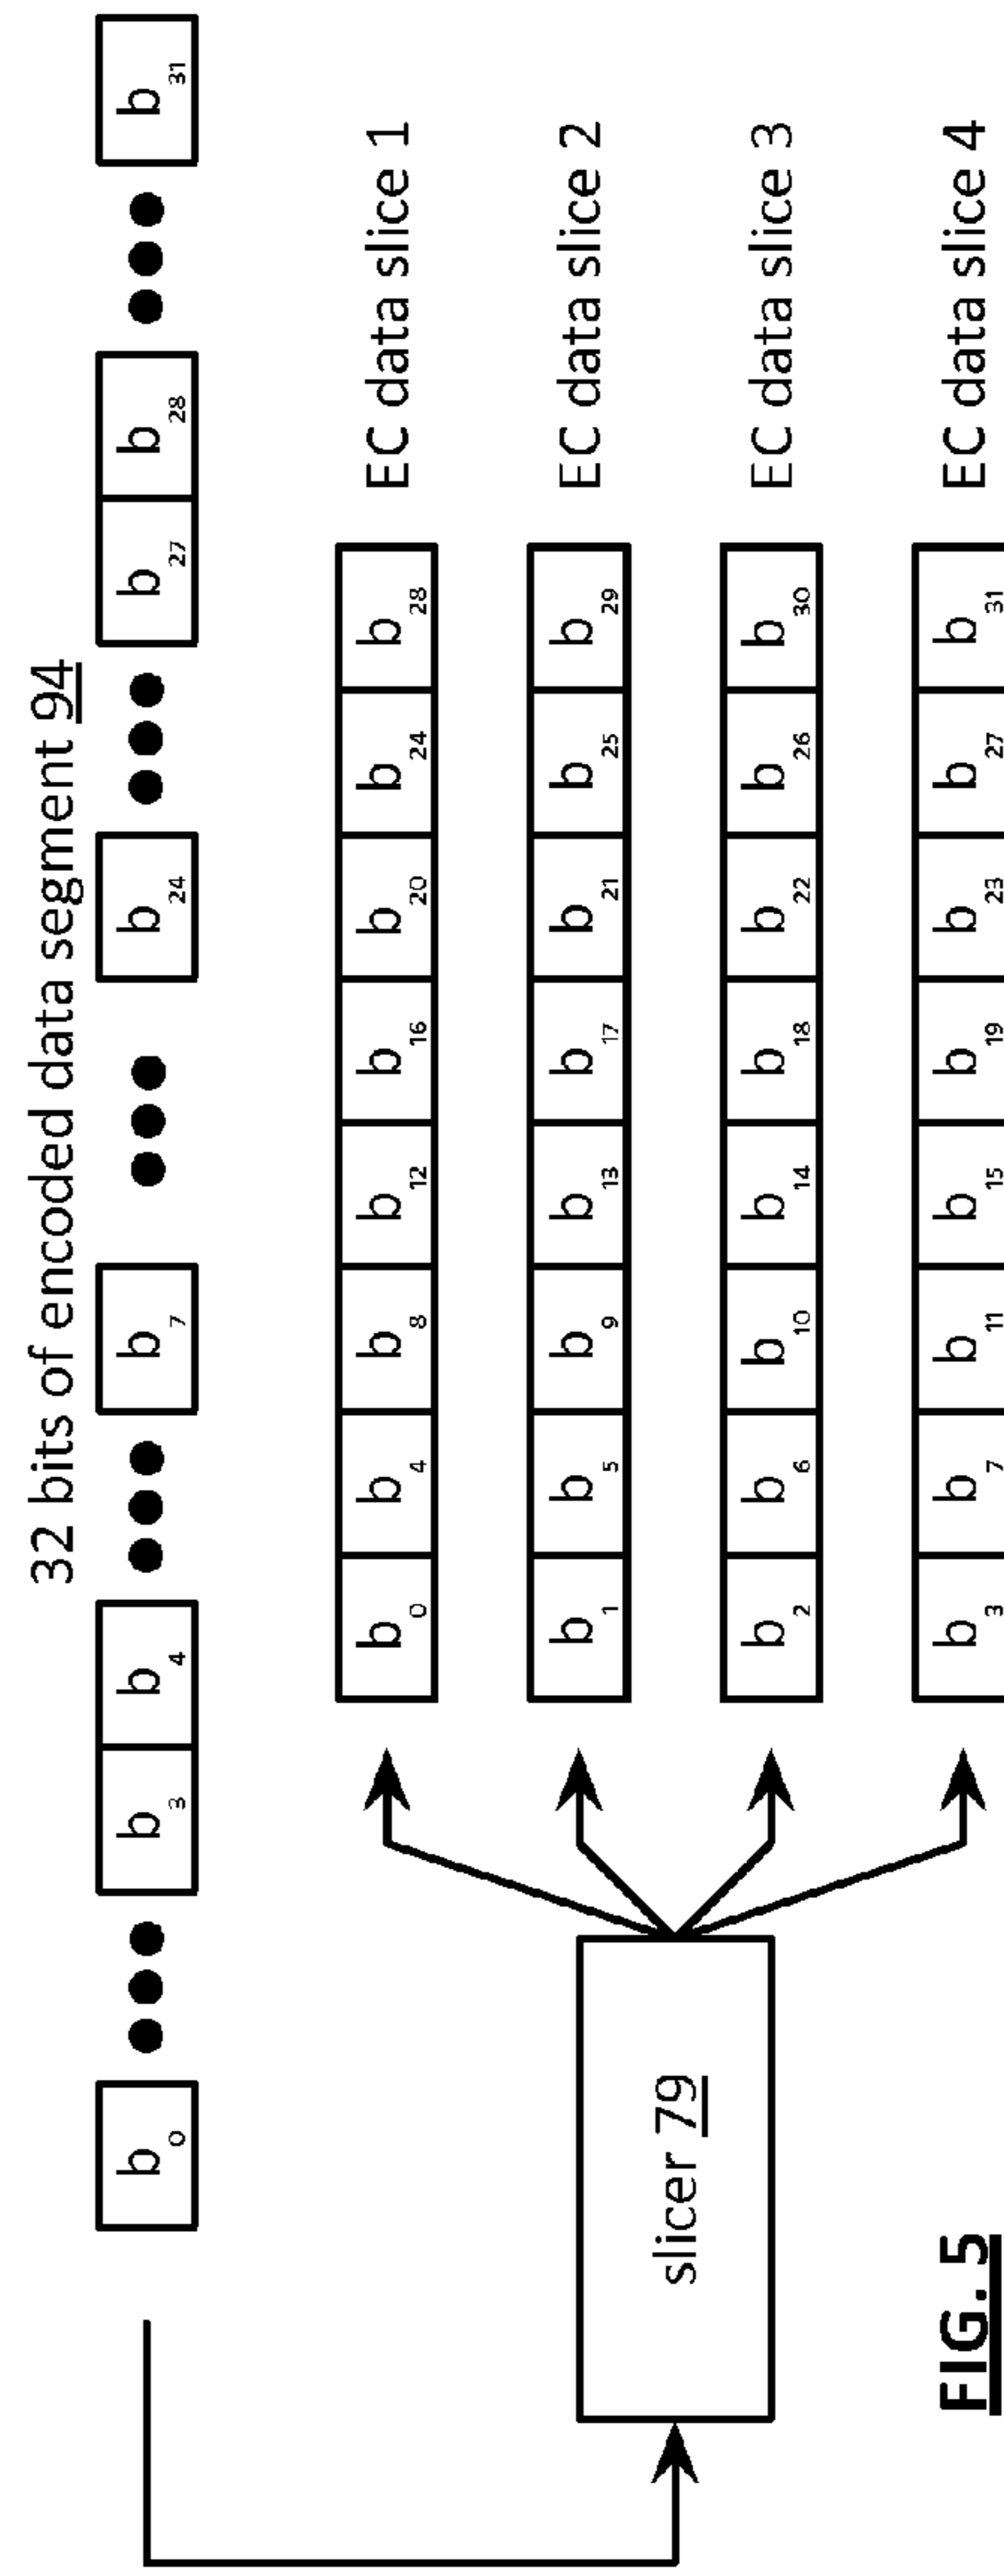 32 bits of encoded data segment 94
b0 b3 b4 b7 b24 b27 b28 b31
b0 b4 b8 b12 b16 b20 b24 b28 EC data slice 1
b1 b5 b9 b13 b17 b21 b25 b29 EC data slice 2
slicer 79
b2 b6 b10 b14 b18 b22 b26 b30 EC data slice 3
b3 b7 b11 b15 b19 b23 b27 b31 EC data slice 4
FIG. 5